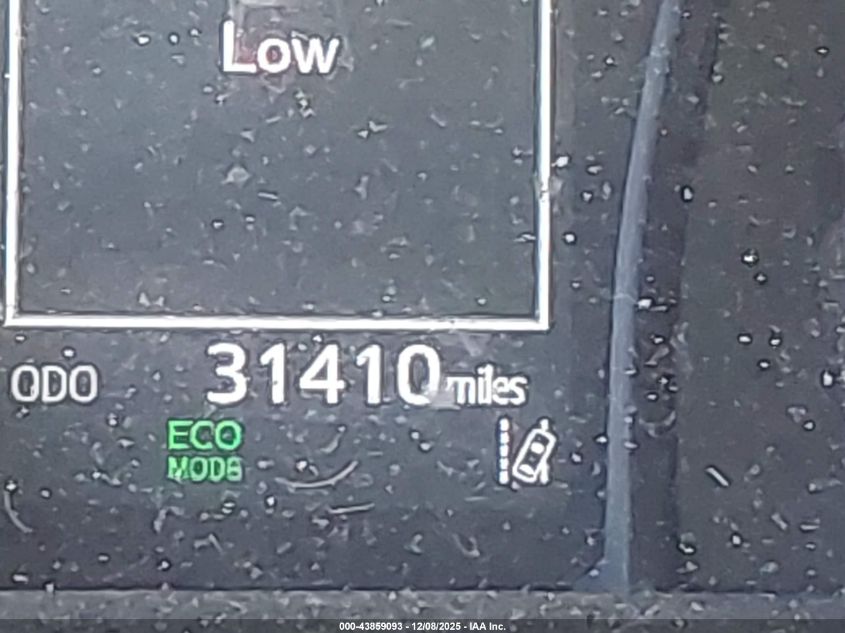 Low
ODO 31410 miles
ECO
MODE
000-43859093 - 12/08/2025 - IAA Inc.